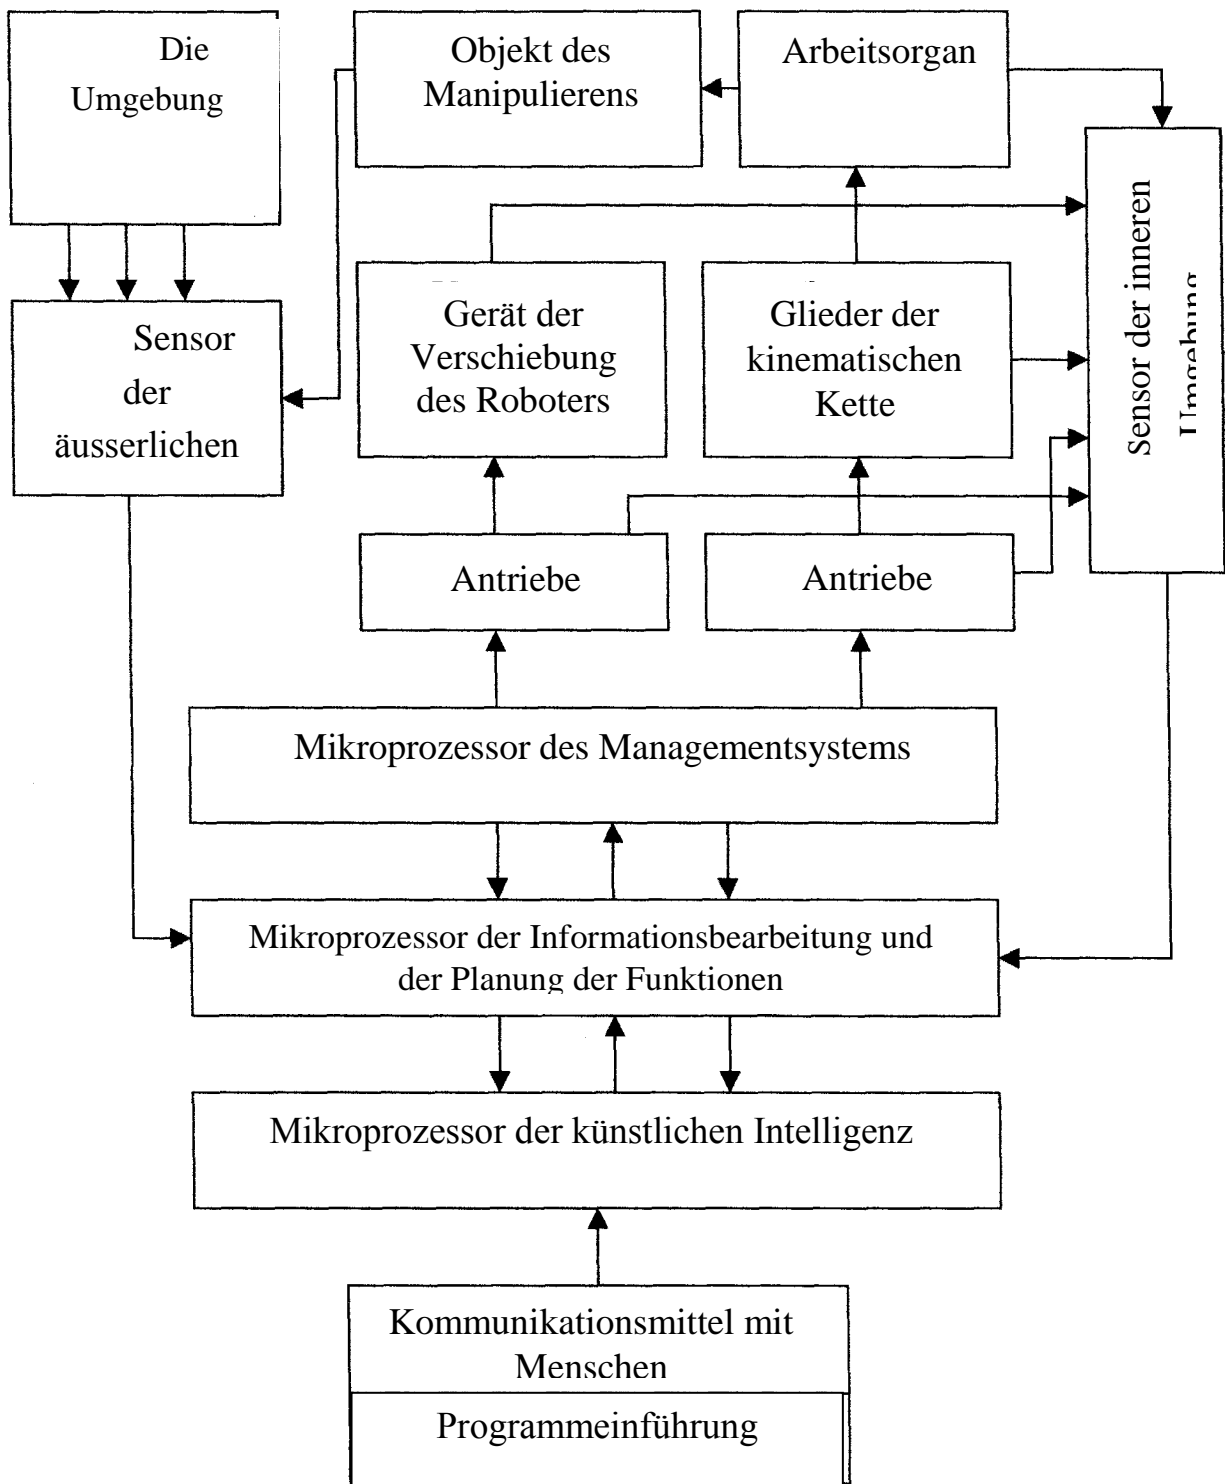 Die
Umgebung
Objekt des
Manipulierens
Arbeitsorgan
Sensor der inneren
Umgebung
Sensor
der
äusserlichen
Gerät der
Verschiebung
des Roboters
Glieder der
kinematischen
Kette
Antriebe
Antriebe
Mikroprozessor des Managementsystems
Mikroprozessor der Informationsbearbeitung und
der Planung der Funktionen
Mikroprozessor der künstlichen Intelligenz
Kommunikationsmittel mit
Menschen
Programmeinführung